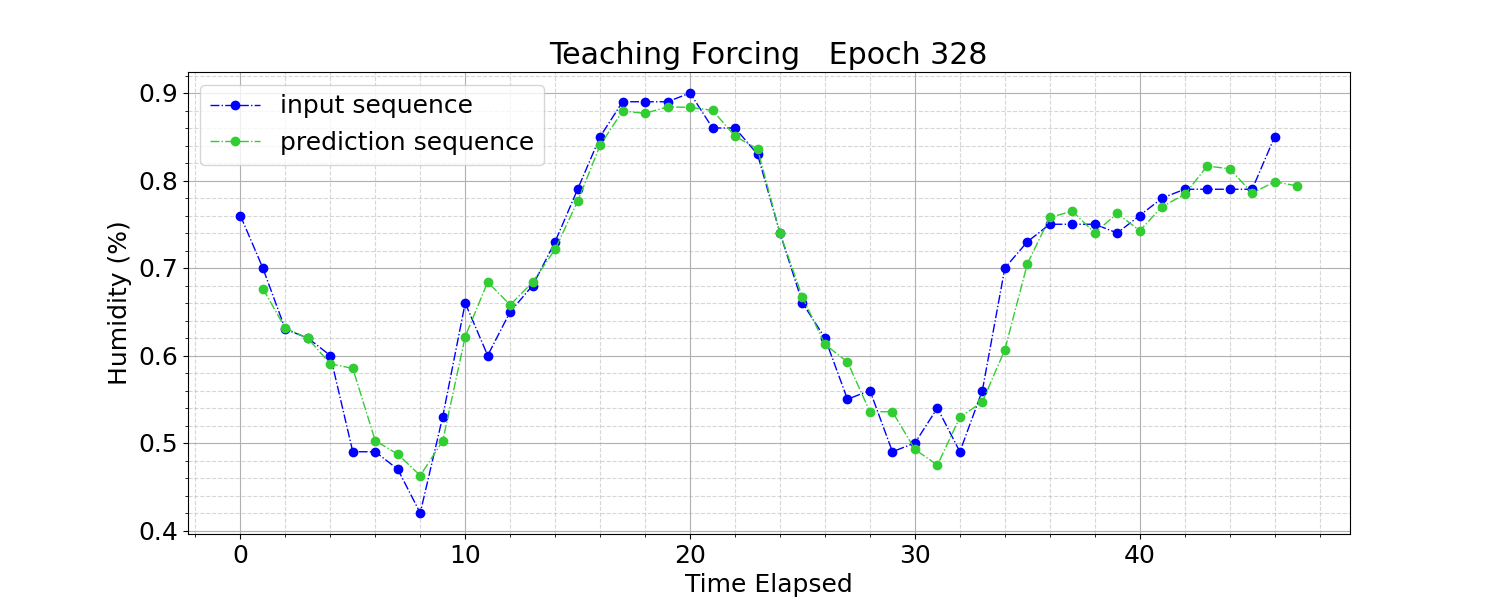 Teaching Forcing   Epoch 328
input sequence
prediction sequence
Humidity (%)
0.9
0.8
0.7
0.6
0.5
0.4
0 10 20 30 40
Time Elapsed